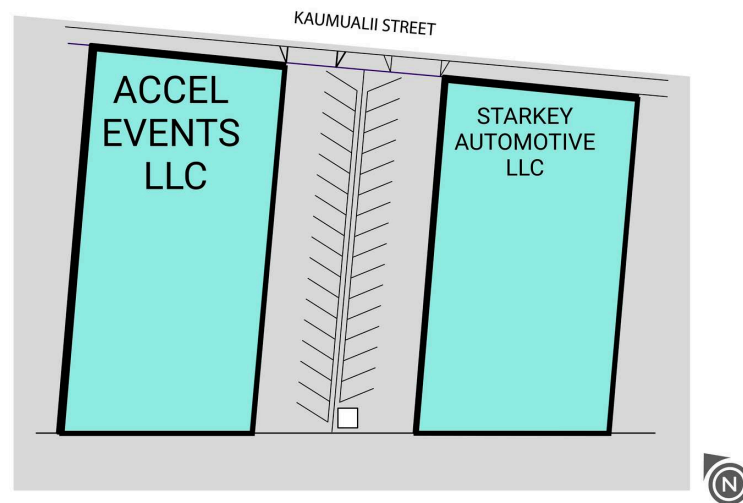 KAUMUALII STREET
ACCEL
EVENTS
LLC
STARKEY
AUTOMOTIVE
LLC
N